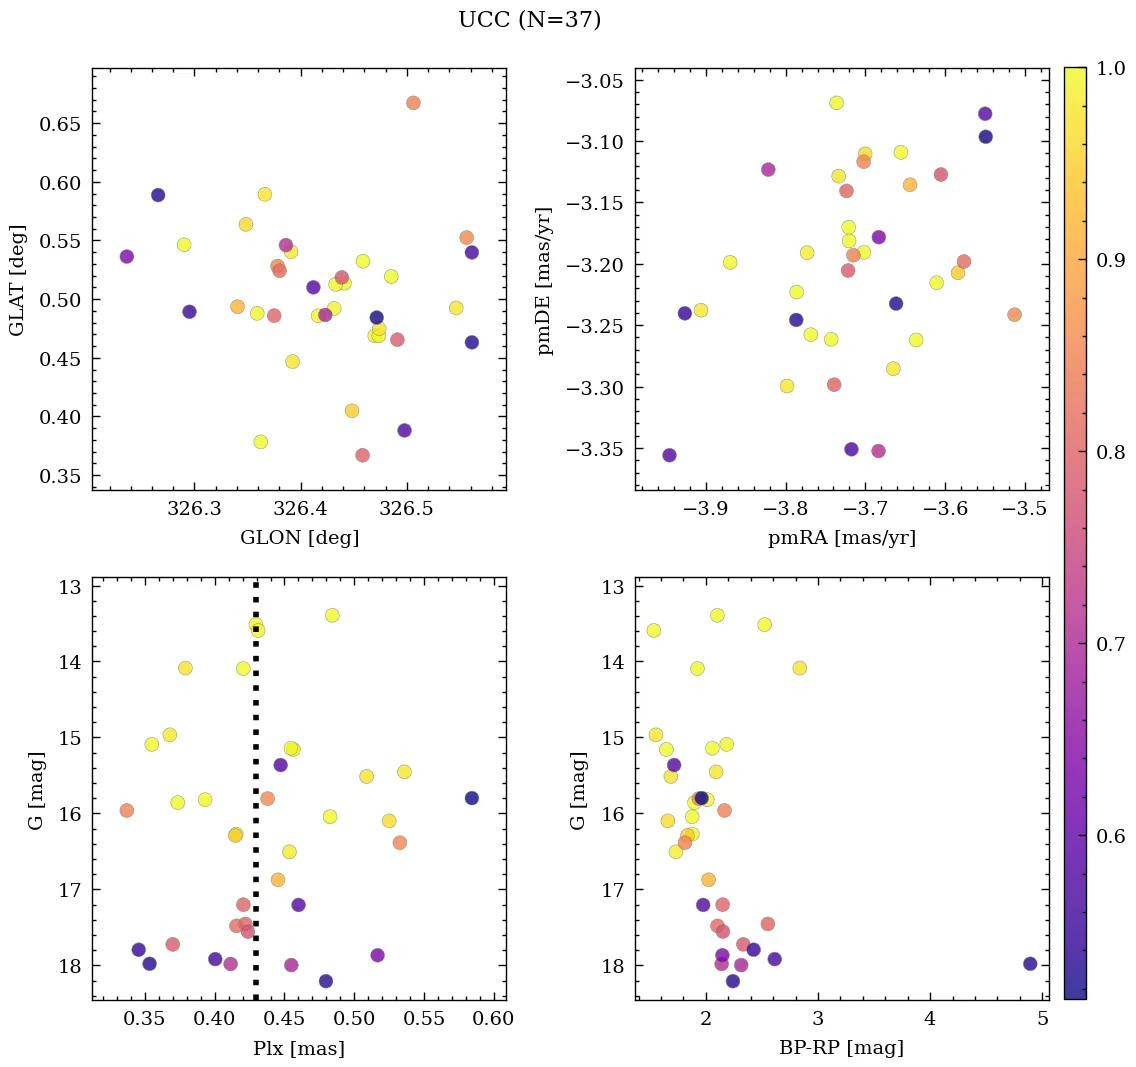 UCC (N=37)
0.65
0.60
0.55
0.50
0.45
0.40
0.35
GLAT [deg]
326.3 326.4 326.5
GLON [deg]
−3.05
−3.10
−3.15
−3.20
−3.25
−3.30
−3.35
pmDE [mas/yr]
−3.9 −3.8 −3.7 −3.6 −3.5
pmRA [mas/yr]
1.0
0.9
0.8
0.7
0.6
13
14
15
16
17
18
G [mag]
0.35 0.40 0.45 0.50 0.55 0.60
Plx [mas]
13
14
15
16
17
18
G [mag]
2 3 4 5
BP-RP [mag]